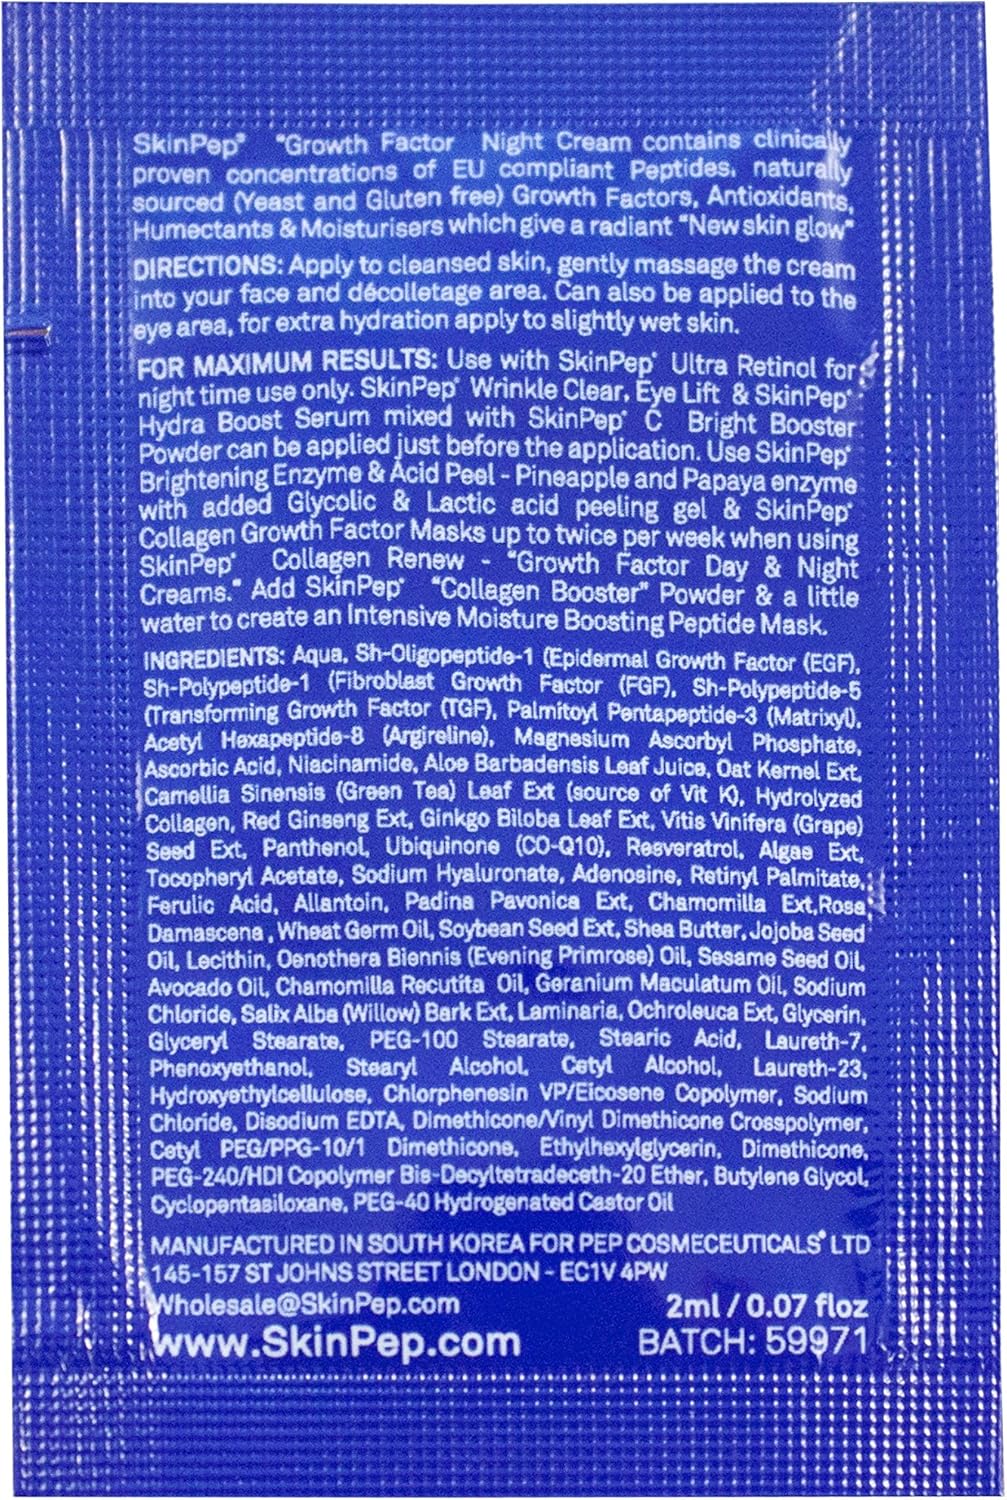 SkinPep® "Growth Factor Night Cream contains clinically
proven concentrations of EU compliant Peptides, naturally
sourced (Yeast and Gluten free) Growth Factors, Antioxidants,
Humectants & Moisturisers which give a radiant "New skin glow"
DIRECTIONS: Apply to cleansed skin, gently massage the cream
into your face and décolletage area. Can also be applied to the
eye area, for extra hydration apply to slightly wet skin.
FOR MAXIMUM RESULTS: Use with SkinPep® Ultra Retinol for
night time use only. SkinPep® Wrinkle Clear, Eye Lift & SkinPep®
Hydra Boost Serum mixed with SkinPep® C Bright Booster
Powder can be applied just before the application. Use SkinPep®
Brightening Enzyme & Acid Peel - Pineapple and Papaya enzyme
with added Glycolic & Lactic acid peeling gel & SkinPep®
Collagen Growth Factor Masks up to twice per week when using
SkinPep® Collagen Renew - "Growth Factor Day & Night
Creams." Add SkinPep® "Collagen Booster" Powder & a little
water to create an Intensive Moisture Boosting Peptide Mask.
INGREDIENTS: Aqua, Sh-Oligopeptide-1 (Epidermal Growth Factor (EGF),
Sh-Polypeptide-1 (Fibroblast Growth Factor (FGF), Sh-Polypeptide-5
(Transforming Growth Factor (TGF), Palmitoyl Pentapeptide-3 (Matrixyl),
Acetyl Hexapeptide-8 (Argireline), Magnesium Ascorbyl Phosphate,
Ascorbic Acid, Niacinamide, Aloe Barbadensis Leaf Juice, Oat Kernel Ext,
Camellia Sinensis (Green Tea) Leaf Ext (source of Vit K), Hydrolyzed
Collagen, Red Ginseng Ext, Ginkgo Biloba Leaf Ext, Vitis Vinifera (Grape)
Seed Ext, Panthenol, Ubiquinone (CO-Q10), Resveratrol, Algae Ext,
Tocopheryl Acetate, Sodium Hyaluronate, Adenosine, Retinyl Palmitate,
Ferulic Acid, Allantoin, Padina Pavonica Ext, Chamomilla Ext,Rosa
Damascena , Wheat Germ Oil, Soybean Seed Ext, Shea Butter, Jojoba Seed
Oil, Lecithin, Oenothera Biennis (Evening Primrose) Oil, Sesame Seed Oil,
Avocado Oil, Chamomilla Recutita Oil, Geranium Maculatum Oil, Sodium
Chloride, Salix Alba (Willow) Bark Ext, Laminaria, Ochroleuca Ext, Glycerin,
Glyceryl Stearate, PEG-100 Stearate, Stearic Acid, Laureth-7,
Phenoxyethanol, Stearyl Alcohol, Cetyl Alcohol, Laureth-23,
Hydroxyethylcellulose, Chlorphenesin VP/Eicosene Copolymer, Sodium
Chloride, Disodium EDTA, Dimethicone/Vinyl Dimethicone Crosspolymer,
Cetyl PEG/PPG-10/1 Dimethicone, Ethylhexylglycerin, Dimethicone,
PEG-240/HDI Copolymer Bis-Decyltetradeceth-20 Ether, Butylene Glycol,
Cyclopentasiloxane, PEG-40 Hydrogenated Castor Oil
MANUFACTURED IN SOUTH KOREA FOR PEP COSMECEUTICALS® LTD
145-157 ST JOHNS STREET LONDON - EC1V 4PW
Wholesale@SkinPep.com 2ml / 0.07 floz
www.SkinPep.com BATCH: 59971